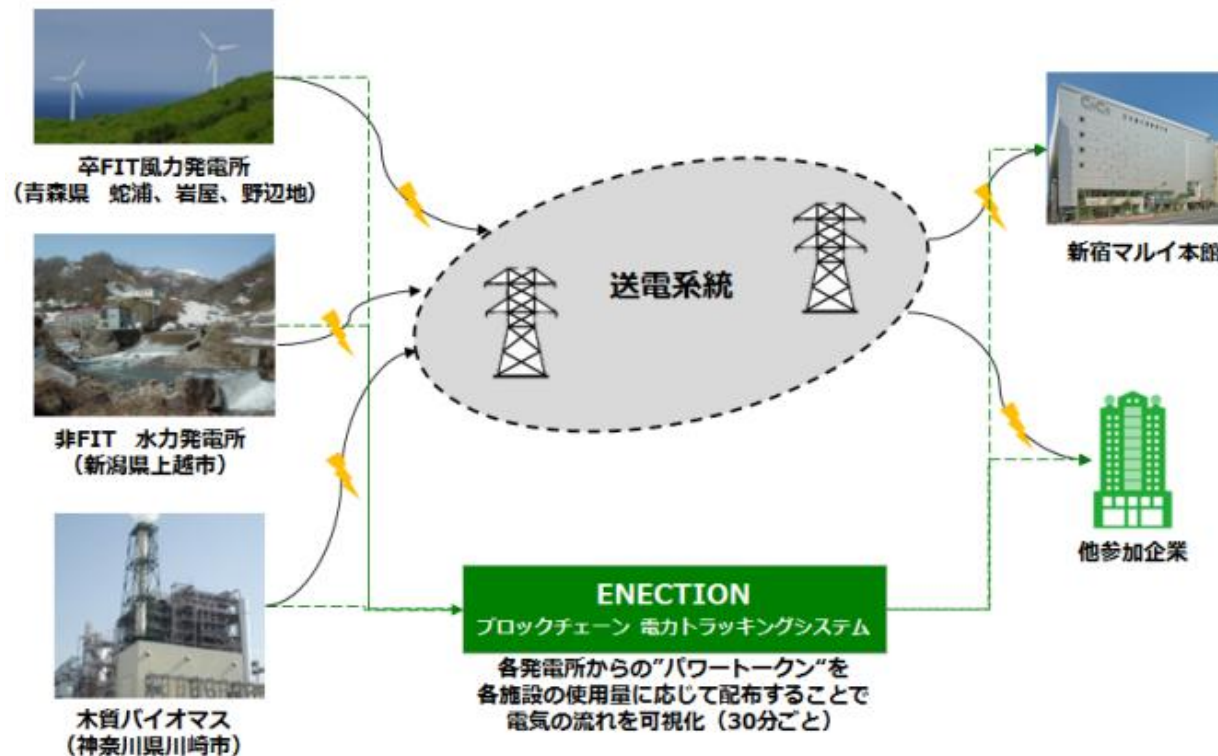 卒FIT風力発電所
（青森県　蛇浦、岩屋、野辺地）
非FIT　水力発電所
（新潟県上越市）
木質バイオマス
（神奈川県川崎市）
送電系統
ENECTION
ブロックチェーン 電力トラッキングシステム
各発電所からの”パワートークン“を
各施設の使用量に応じて配布することで
電気の流れを可視化（30分ごと）
OIOI
新宿マルイ本館
他参加企業